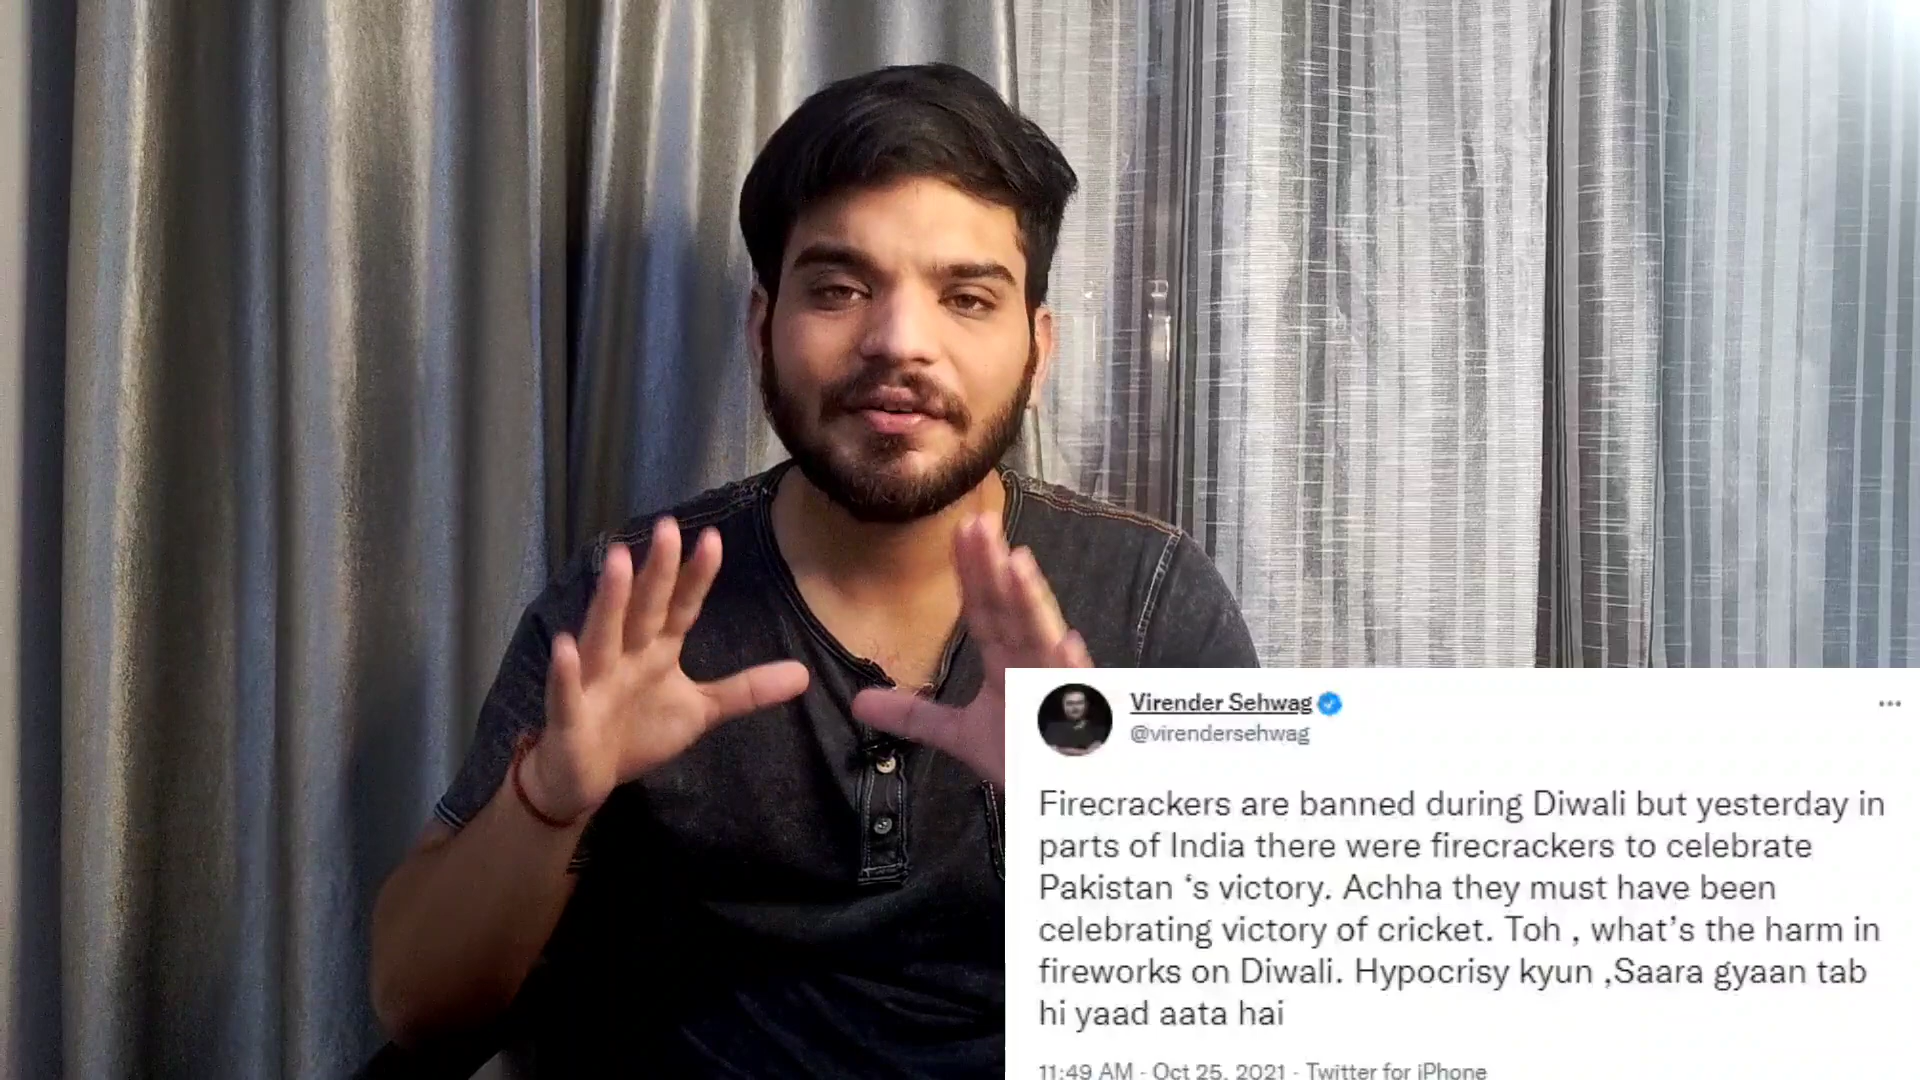 Virender Sehwag
@virendersehwag
Firecrackers are banned during Diwali but yesterday in
parts of India there were firecrackers to celebrate
Pakistan ‘s victory. Achha they must have been
celebrating victory of cricket. Toh , what’s the harm in
fireworks on Diwali. Hypocrisy kyun ,Saara gyaan tab
hi yaad aata hai
11:49 AM · Oct 25, 2021 · Twitter for iPhone